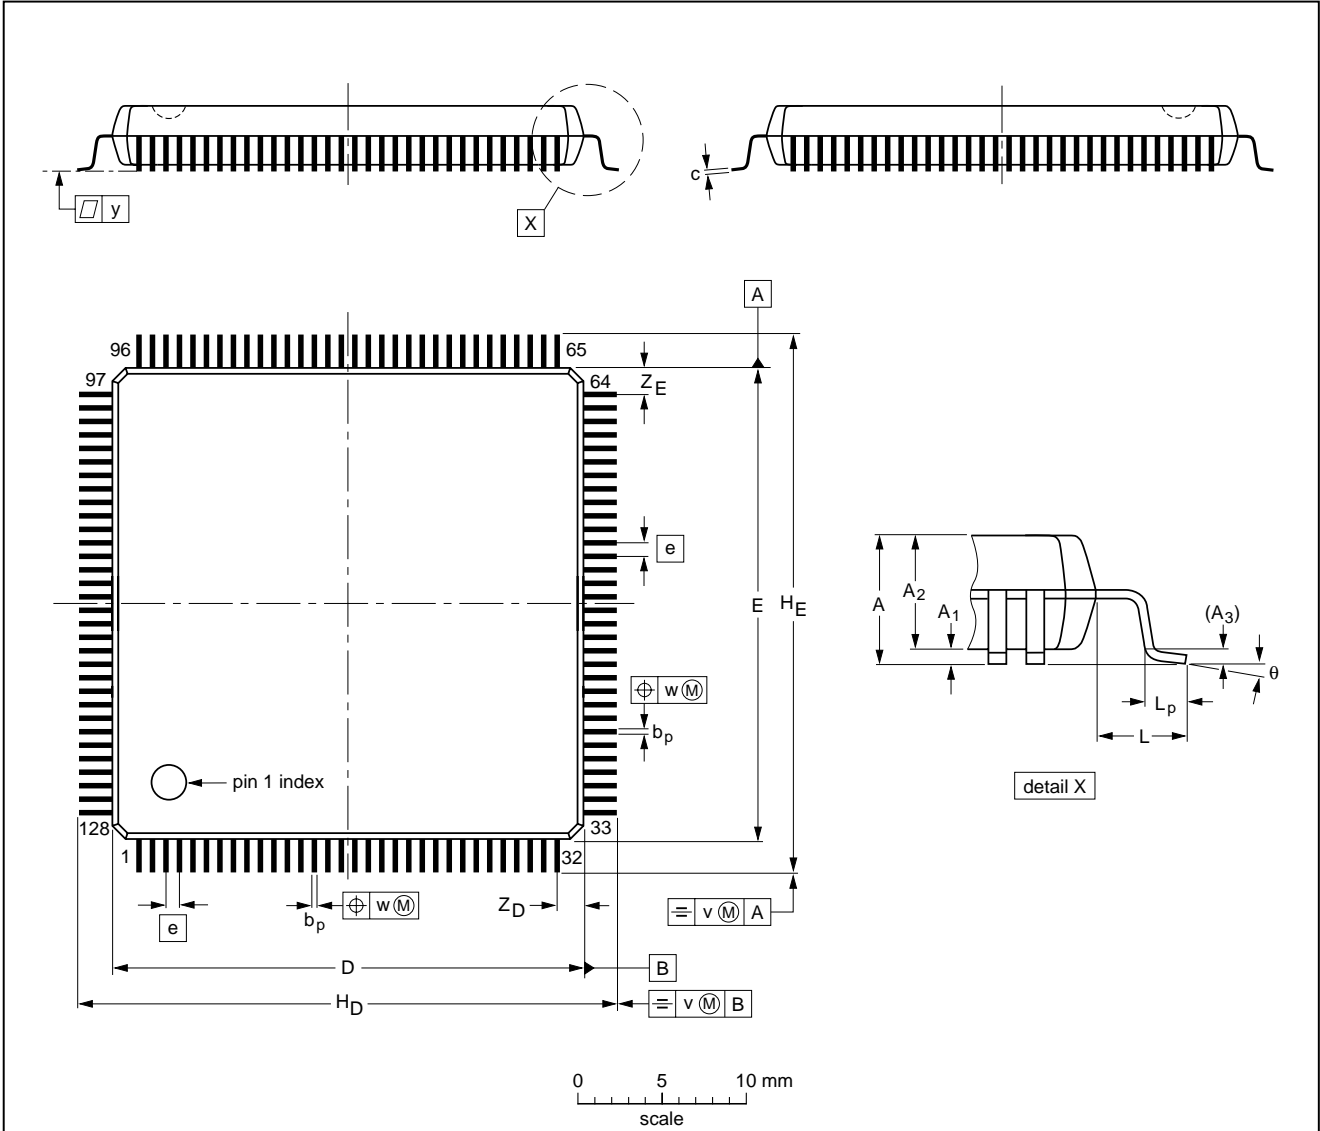 y
X
c
A
96
65
97
64
Z E
e
A
A2
A1
(A3)
E
H E
θ
w M
b p
L p
L
pin 1 index
detail X
128
33
1
32
Z D
w M
b p
v M A
e
D
B
H D
v M B
0 5 10 mm
scale